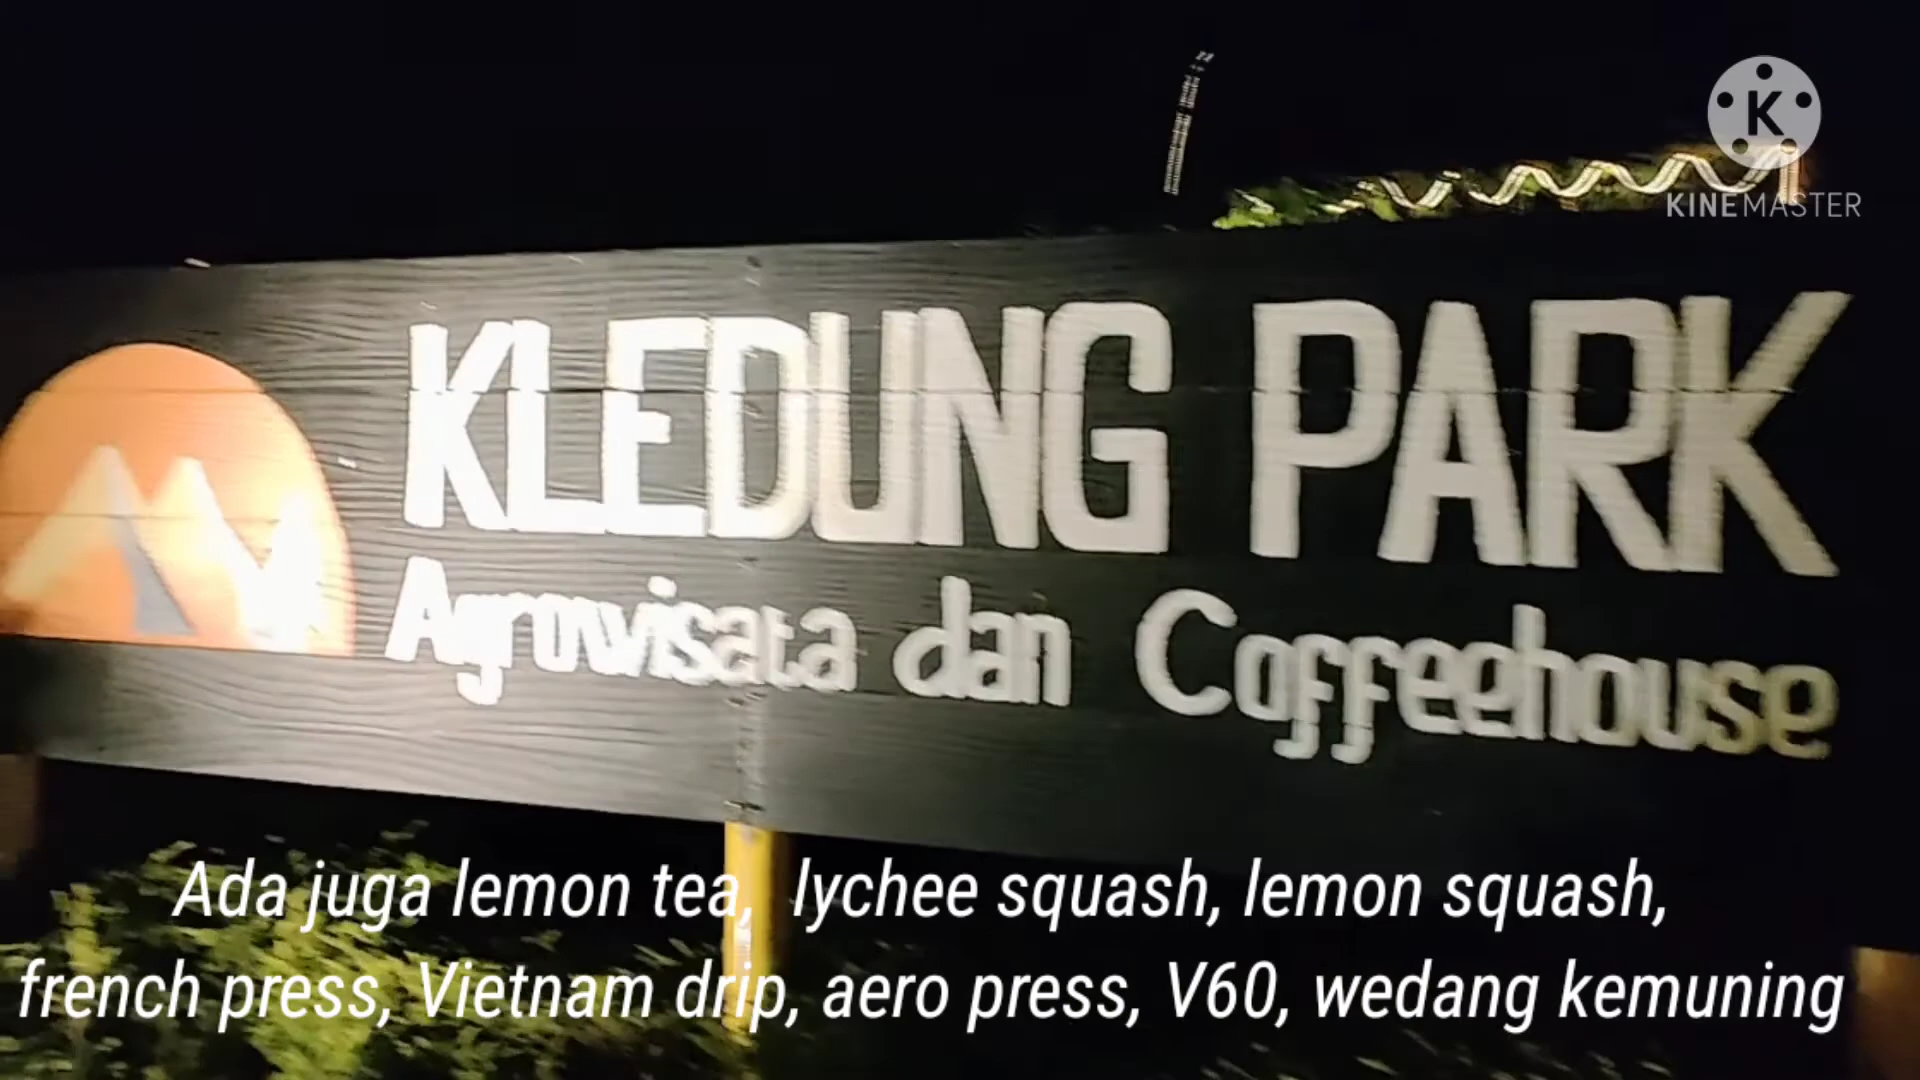 K
KINEMASTER
KLEDUNG PARK
Agrowisata dan Coffeehouse
Ada juga lemon tea, lychee squash, lemon squash,
french press, Vietnam drip, aero press, V60, wedang kemuning